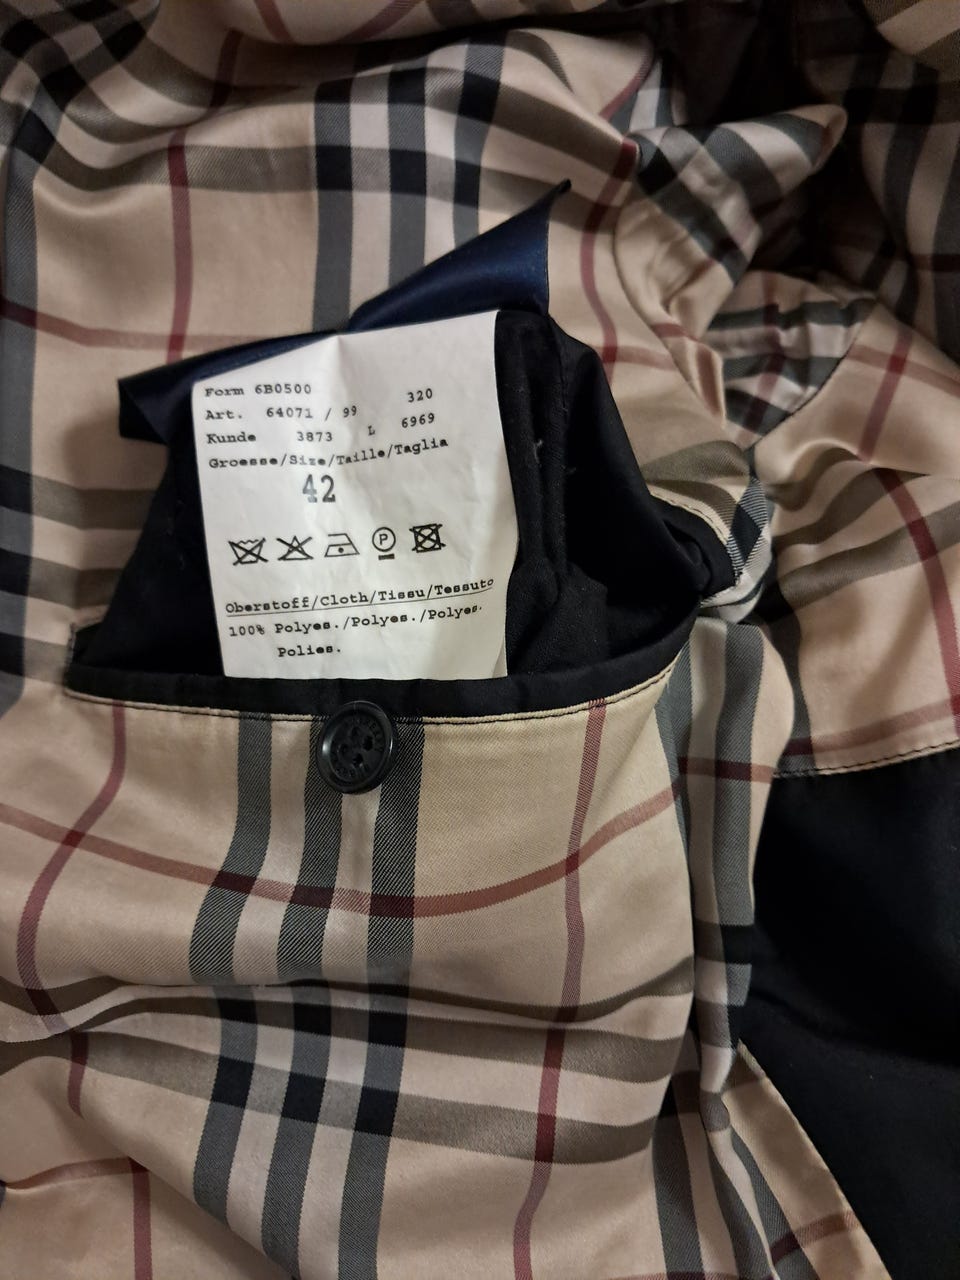 Form 6B0500 320
Art. 64071 / 99 6969
Kunde 3873 L
Groesse/Size/Taille/Taglia
42
P
Oberstoff/Cloth/Tissu/Tessuto
100% Polyes./Polyes./Polyes.
Polies.